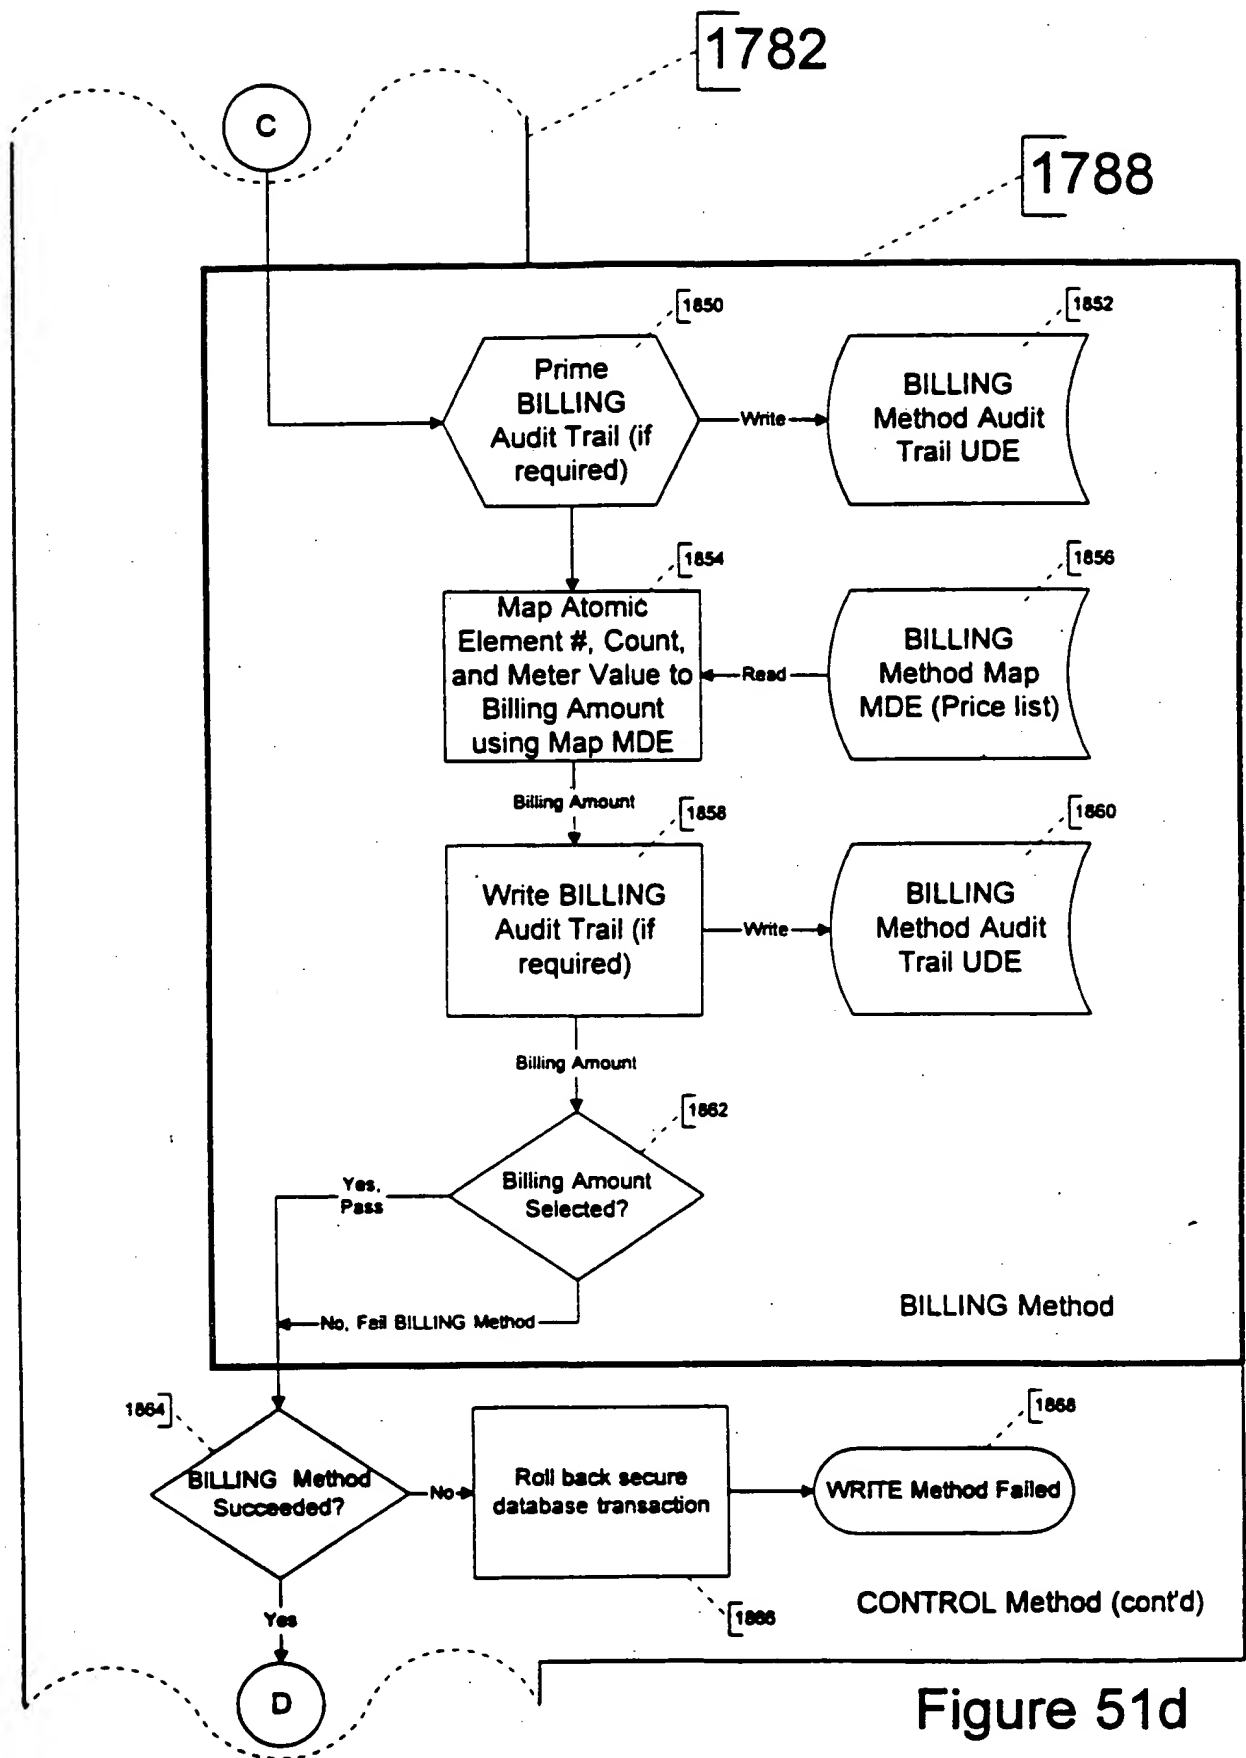 1782
C
1788
1850
1852
Prime
BILLING
Audit Trail (if
required)
Write
BILLING
Method Audit
Trail UDE
1854
1856
Map Atomic
Element #, Count,
and Meter Value to
Billing Amount
using Map MDE
Read
BILLING
Method Map
MDE (Price list)
Billing Amount
1858
1860
Write BILLING
Audit Trail (if
required)
Write
BILLING
Method Audit
Trail UDE
Billing Amount
1862
Billing Amount
Selected?
Yes,
Pass
No, Fail BILLING Method
BILLING Method
1864
1868
BILLING Method
Succeeded?
No
Roll back secure
database transaction
WRITE Method Failed
1866
Yes
CONTROL Method (cont'd)
D
Figure 51d